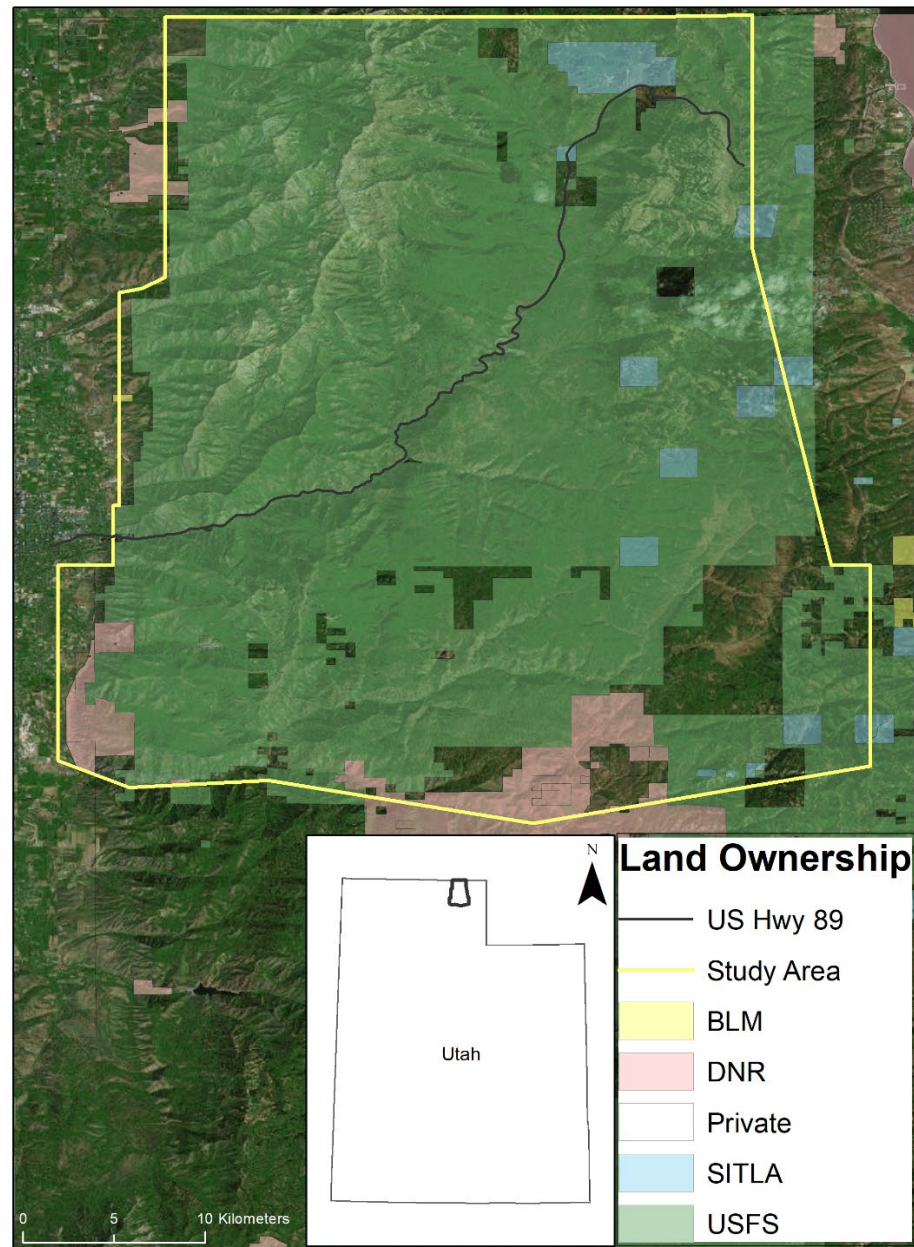 N
Utah
0 5 10 Kilometers
Land Ownership
US Hwy 89
Study Area
BLM
DNR
Private
SITLA
USFS